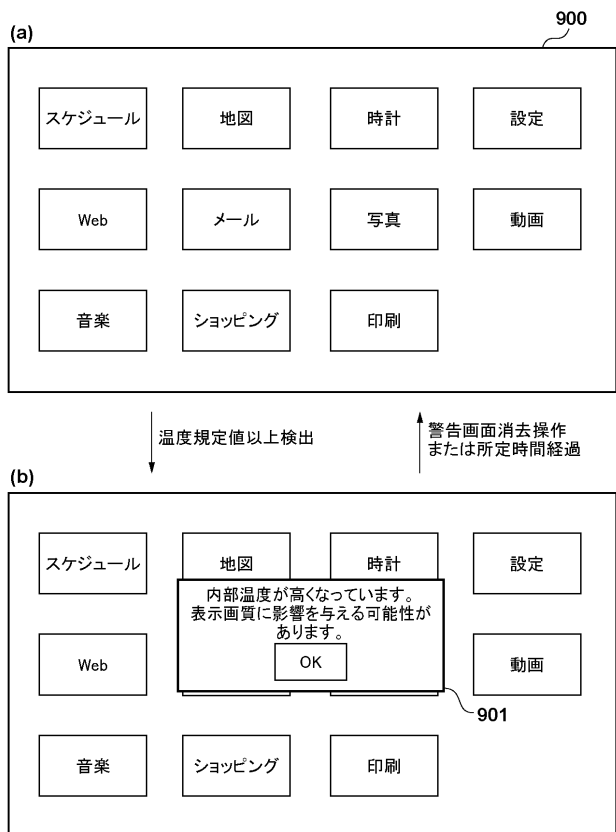 (a)
900
スケジュール
地図
時計
設定
Web
メール
写真
動画
音楽
ショッピング
印刷
温度規定値以上検出
警告画面消去操作
または所定時間経過
(b)
スケジュール
地図
時計
設定
内部温度が高くなっています。
表示画質に影響を与える可能性が
あります。
OK
Web
動画
901
音楽
ショッピング
印刷